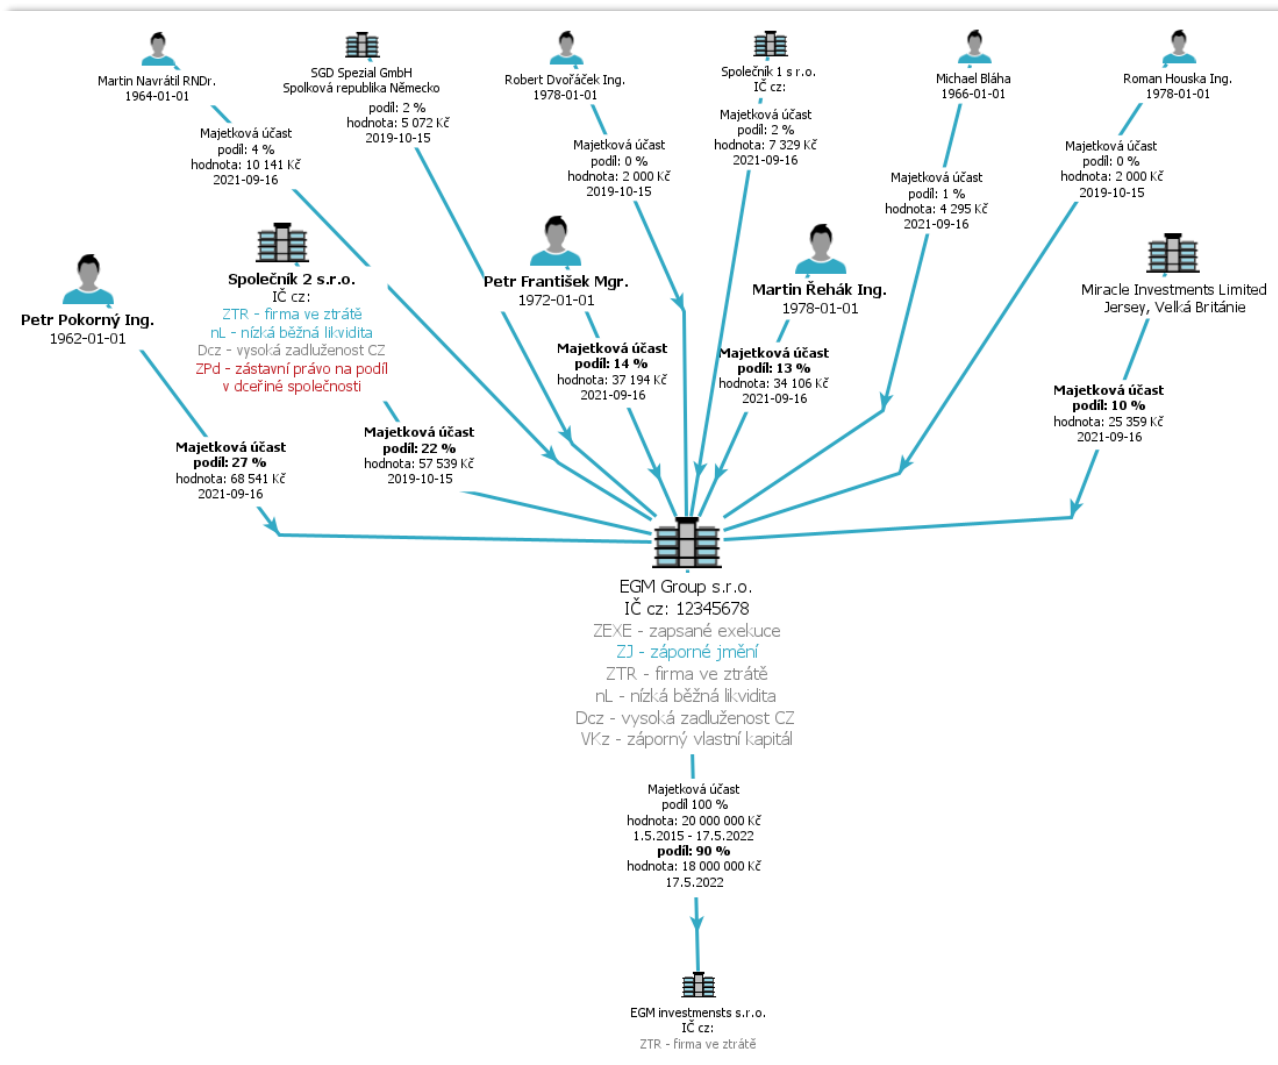 Martin Navrátil RNDr.
1964-01-01
Majetková účast
podíl: 4 %
hodnota: 10 141 Kč
2021-09-16
SGD Spezial GmbH
Spolková republika Německo
podíl: 2 %
hodnota: 5 072 Kč
2019-10-15
Robert Dvořáček Ing.
1978-01-01
Majetková účast
podíl: 0 %
hodnota: 2 000 Kč
2019-10-15
Společník 1 s r.o.
IČ cz:
Majetková účast
podíl: 2 %
hodnota: 7 329 Kč
2021-09-16
Michael Bláha
1966-01-01
Majetková účast
podíl: 1 %
hodnota: 4 295 Kč
2021-09-16
Roman Houska Ing.
1978-01-01
Majetková účast
podíl: 0 %
hodnota: 2 000 Kč
2019-10-15
Petr Pokorný Ing.
1962-01-01
Majetková účast
podíl: 27 %
hodnota: 68 541 Kč
2021-09-16
Společník 2 s.r.o.
IČ cz:
ZTR - firma ve ztrátě
nL - nízká běžná likvidita
Dcz - vysoká zadluženost CZ
ZPd - zástavní právo na podíl
v dceřiné společnosti
Majetková účast
podíl: 22 %
hodnota: 57 539 Kč
2019-10-15
Petr František Mgr.
1972-01-01
Majetková účast
podíl: 14 %
hodnota: 37 194 Kč
2021-09-16
Martin Řehák Ing.
1978-01-01
Majetková účast
podíl: 13 %
hodnota: 34 106 Kč
2021-09-16
Miracle Investments Limited
Jersey, Velká Británie
Majetková účast
podíl: 10 %
hodnota: 25 359 Kč
2021-09-16
EGM Group s.r.o.
IČ cz: 12345678
ZEXE - zapsané exekuce
ZJ - záporné jmění
ZTR - firma ve ztrátě
nL - nízká běžná likvidita
Dcz - vysoká zadluženost CZ
VKz - záporný vlastní kapitál
Majetková účast
podíl 100 %
hodnota: 20 000 000 Kč
1.5.2015 - 17.5.2022
podíl: 90 %
hodnota: 18 000 000 Kč
17.5.2022
EGM investmensts s.r.o.
IČ cz:
ZTR - firma ve ztrátě